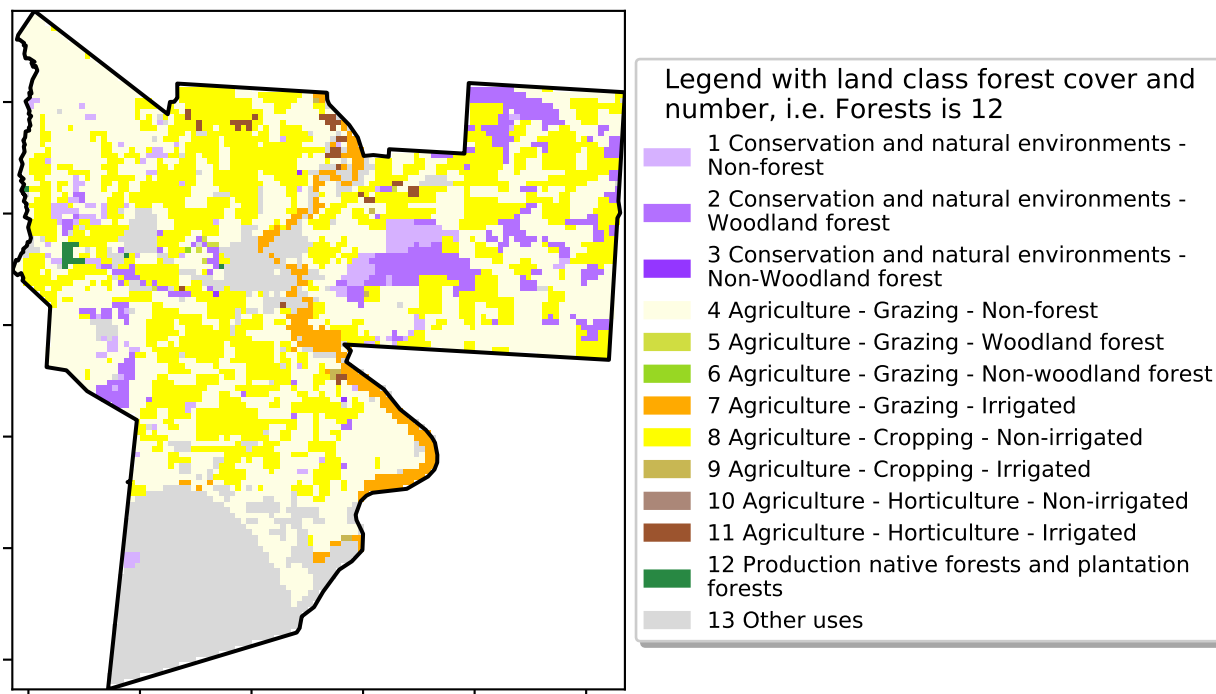 Legend with land class forest cover and
number, i.e. Forests is 12
1 Conservation and natural environments -
Non-forest
2 Conservation and natural environments -
Woodland forest
3 Conservation and natural environments -
Non-Woodland forest
4 Agriculture - Grazing - Non-forest
5 Agriculture - Grazing - Woodland forest
6 Agriculture - Grazing - Non-woodland forest
7 Agriculture - Grazing - Irrigated
8 Agriculture - Cropping - Non-irrigated
9 Agriculture - Cropping - Irrigated
10 Agriculture - Horticulture - Non-irrigated
11 Agriculture - Horticulture - Irrigated
12 Production native forests and plantation
forests
13 Other uses